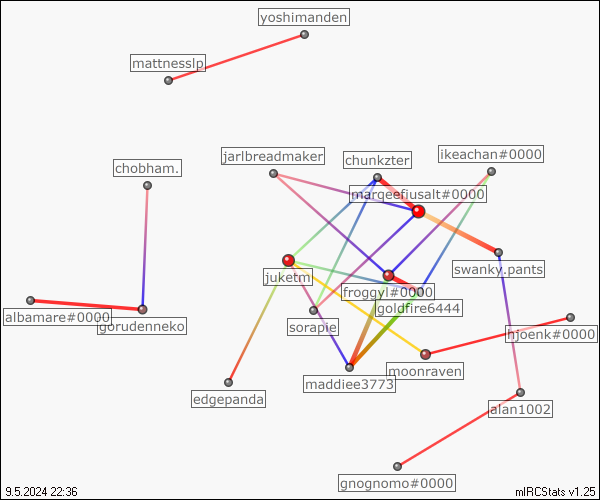 yoshimanden
mattnesslp
jarlbreadmaker
chunkzter
ikeachan#0000
chobham.
margeefiusalt#0000
swanky.pants
juketm
froggyl#0000
goldfire6444
albamare#0000
gorudenneko
sorapie
hjoenk#0000
moonraven
maddiee3773
edgepanda
alan1002
gnognomo#0000
9.5.2024 22:36
mIRCStats v1.25